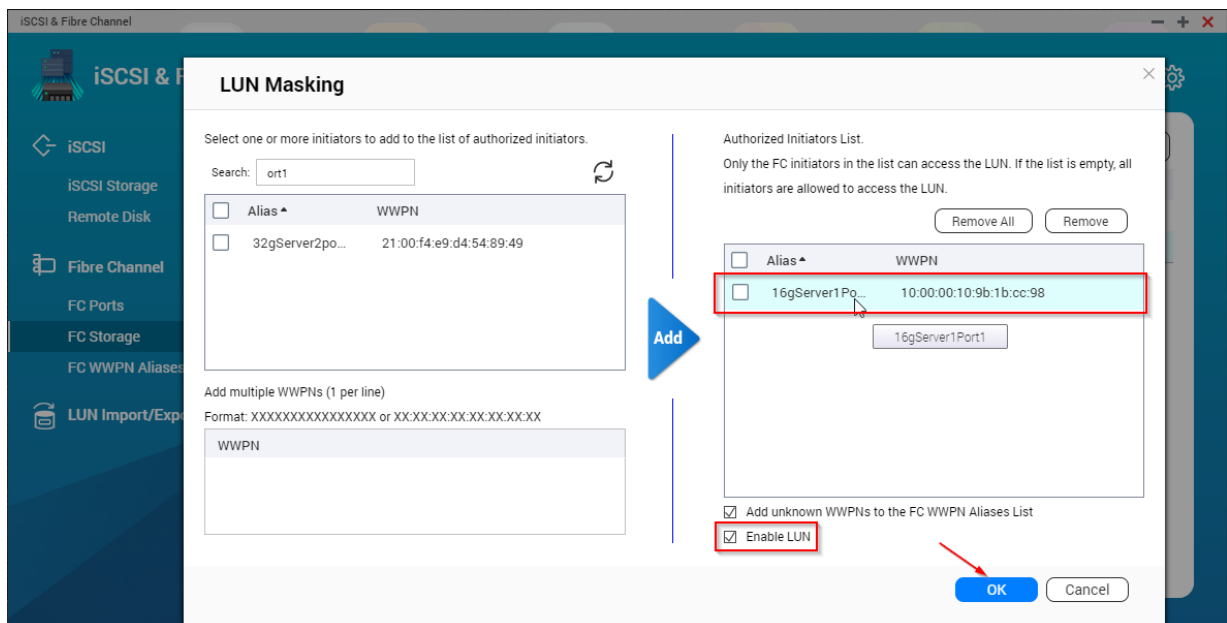 iSCSI & Fibre Channel
iSCSI & F
LUN Masking
iSCSI
iSCSI Storage
Remote Disk
Fibre Channel
FC Ports
FC Storage
FC WWPN Aliases
LUN Import/Expo
Select one or more initiators to add to the list of authorized initiators.
Search: ort1
Alias WWPN
32gServer2po... 21:00:f4:e9:d4:54:89:49
Add multiple WWPNs (1 per line)
Format: XXXXXXXXXXXXXXXX or XX:XX:XX:XX:XX:XX:XX:XX
WWPN
Add
Authorized Initiators List.
Only the FC initiators in the list can access the LUN. If the list is empty, all
initiators are allowed to access the LUN.
Remove All Remove
Alias WWPN
16gServer1Po... 10:00:00:10:9b:1b:cc:98
16gServer1Port1
Add unknown WWPNs to the FC WWPN Aliases List
Enable LUN
OK Cancel